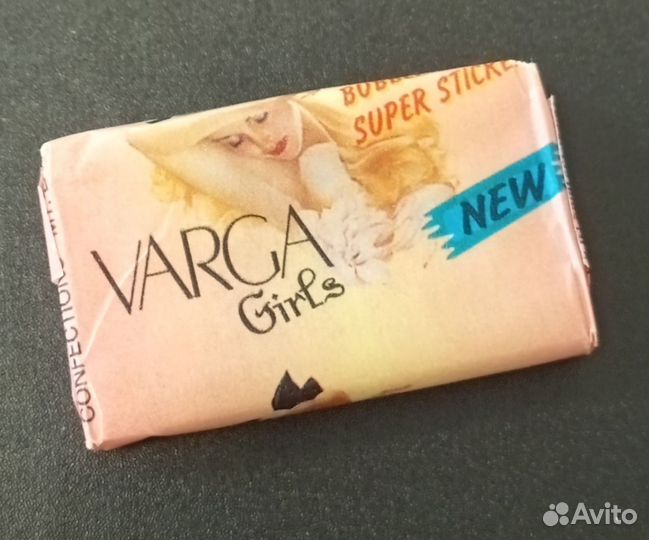 SUPER STICKE
NEW
VARGA
Girls
CONFECTION
Avito